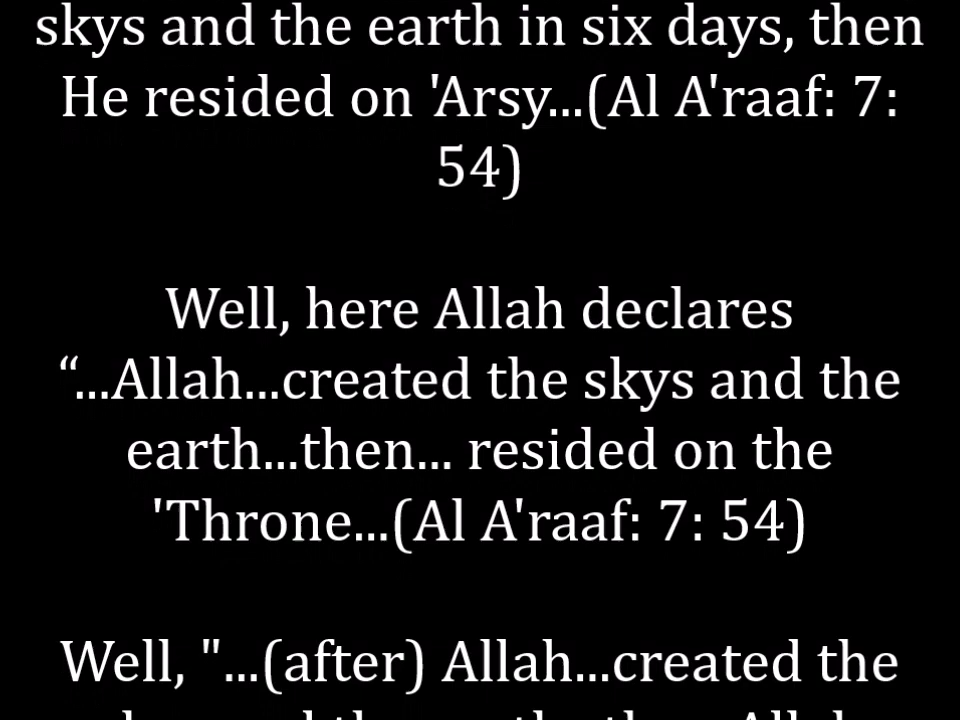 skys and the earth in six days, then
He resided on 'Arsy...(Al A'raaf: 7:
54)
Well, here Allah declares
“...Allah...created the skys and the
earth...then... resided on the
'Throne...(Al A'raaf: 7: 54)
Well, "...(after) Allah...created the